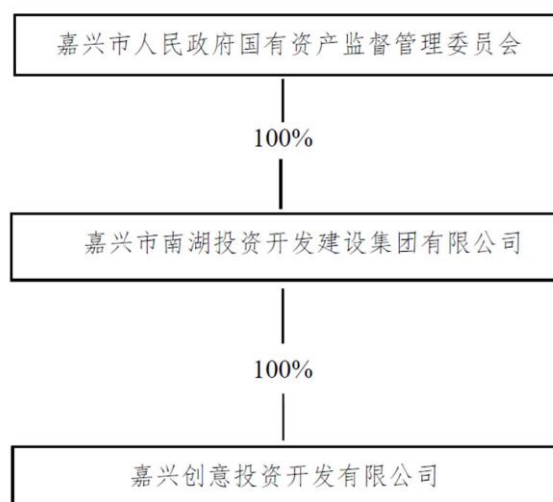 嘉兴市人民政府国有资产监督管理委员会
100%
嘉兴市南湖投资开发建设集团有限公司
100%
嘉兴创意投资开发有限公司